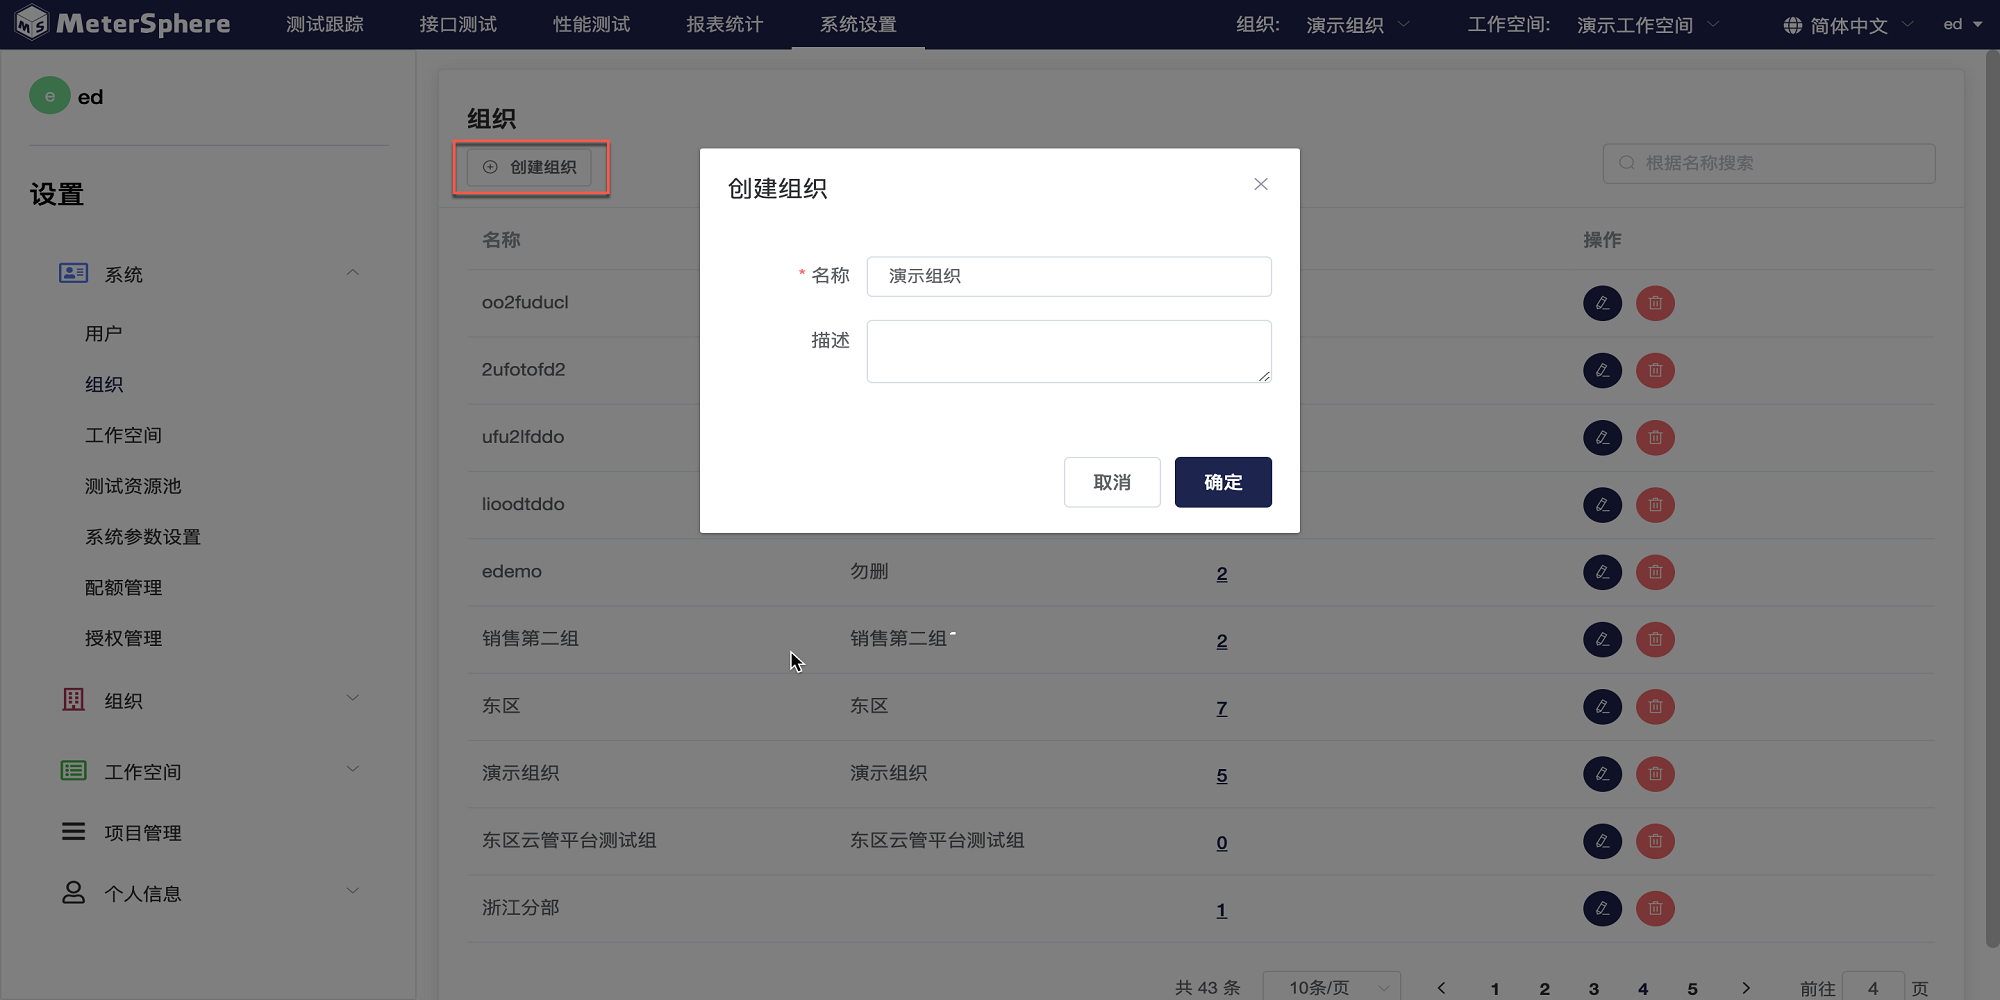 MeterSphere 测试跟踪 接口测试 性能测试 报表统计 系统设置 组织: 演示组织 工作空间: 演示工作空间 简体中文 ed
e ed
设置
系统
用户
组织
工作空间
测试资源池
系统参数设置
配额管理
授权管理
组织
工作空间
项目管理
个人信息
组织
创建组织
根据名称搜索
名称 操作
oo2fuducl
2ufotofd2
ufu2lfddo
lioodtddo
edemo 勿删 2
销售第二组 销售第二组 2
东区 东区 7
演示组织 演示组织 5
东区云管平台测试组 东区云管平台测试组 0
浙江分部 1
共 43 条 10条/页 1 2 3 4 5 前往 4 页
创建组织
* 名称 演示组织
描述
取消 确定